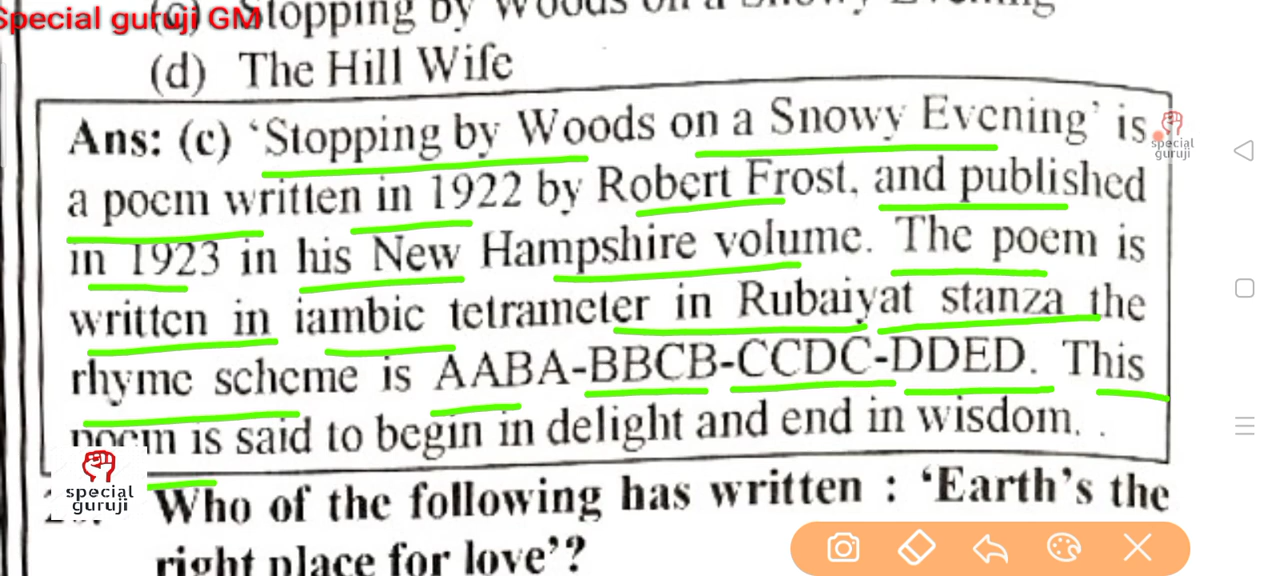 Special guruji GM
(c) Stopping by Woods on a Snowy Evening
(d) The Hill Wife
Ans: (c) 'Stopping by Woods on a Snowy Evening' is
a poem written in 1922 by Robert Frost, and published
in 1923 in his New Hampshire volume. The poem is
written in iambic tetrameter in Rubaiyat stanza the
rhyme scheme is AABA-BBCB-CCDC-DDED. This
poem is said to begin in delight and end in wisdom. .
special
guruji
special
guruji
Who of the following has written : 'Earth's the
right place for love'?